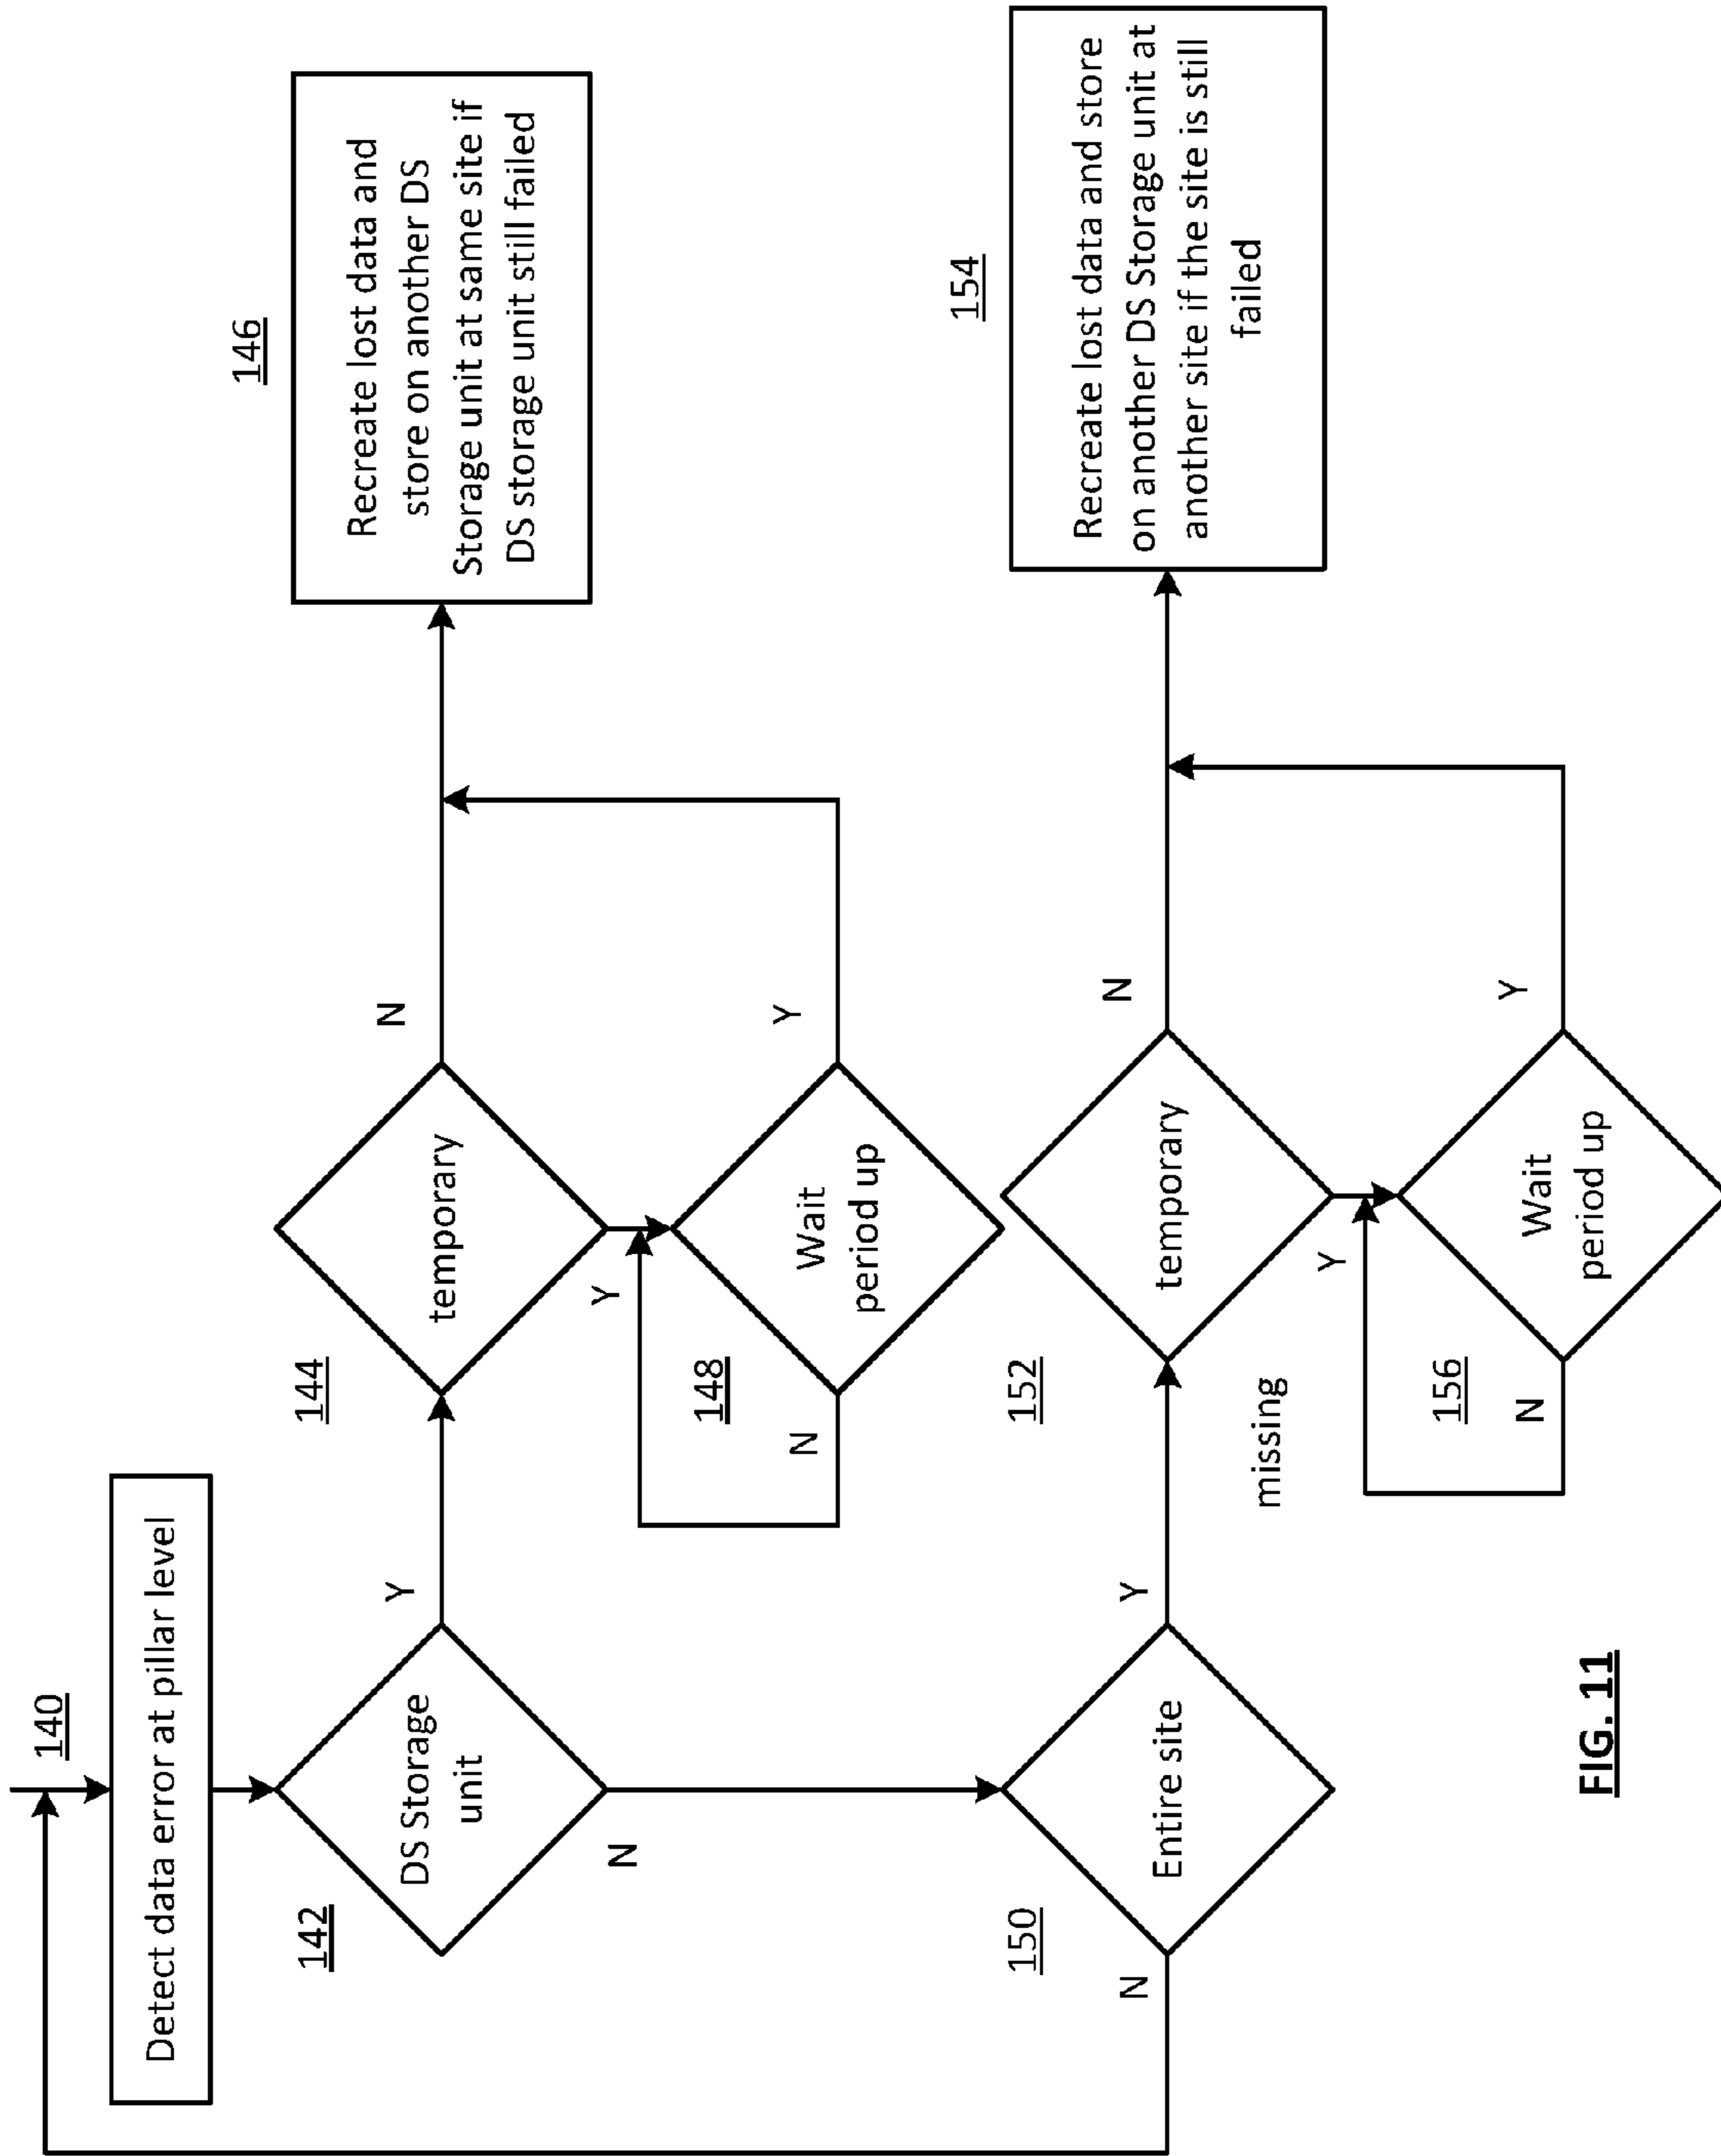 140
Detect data error at pillar level
142
DS Storage
unit
Y
N
144
temporary
N
Y
146
Recreate lost data and
store on another DS
Storage unit at same site if
DS storage unit still failed
148
Wait
period up
N
Y
150
Entire site
N
Y
missing
152
temporary
N
Y
154
Recreate lost data and store
on another DS Storage unit at
another site if the site is still
failed
156
Wait
period up
N
Y
FIG. 11